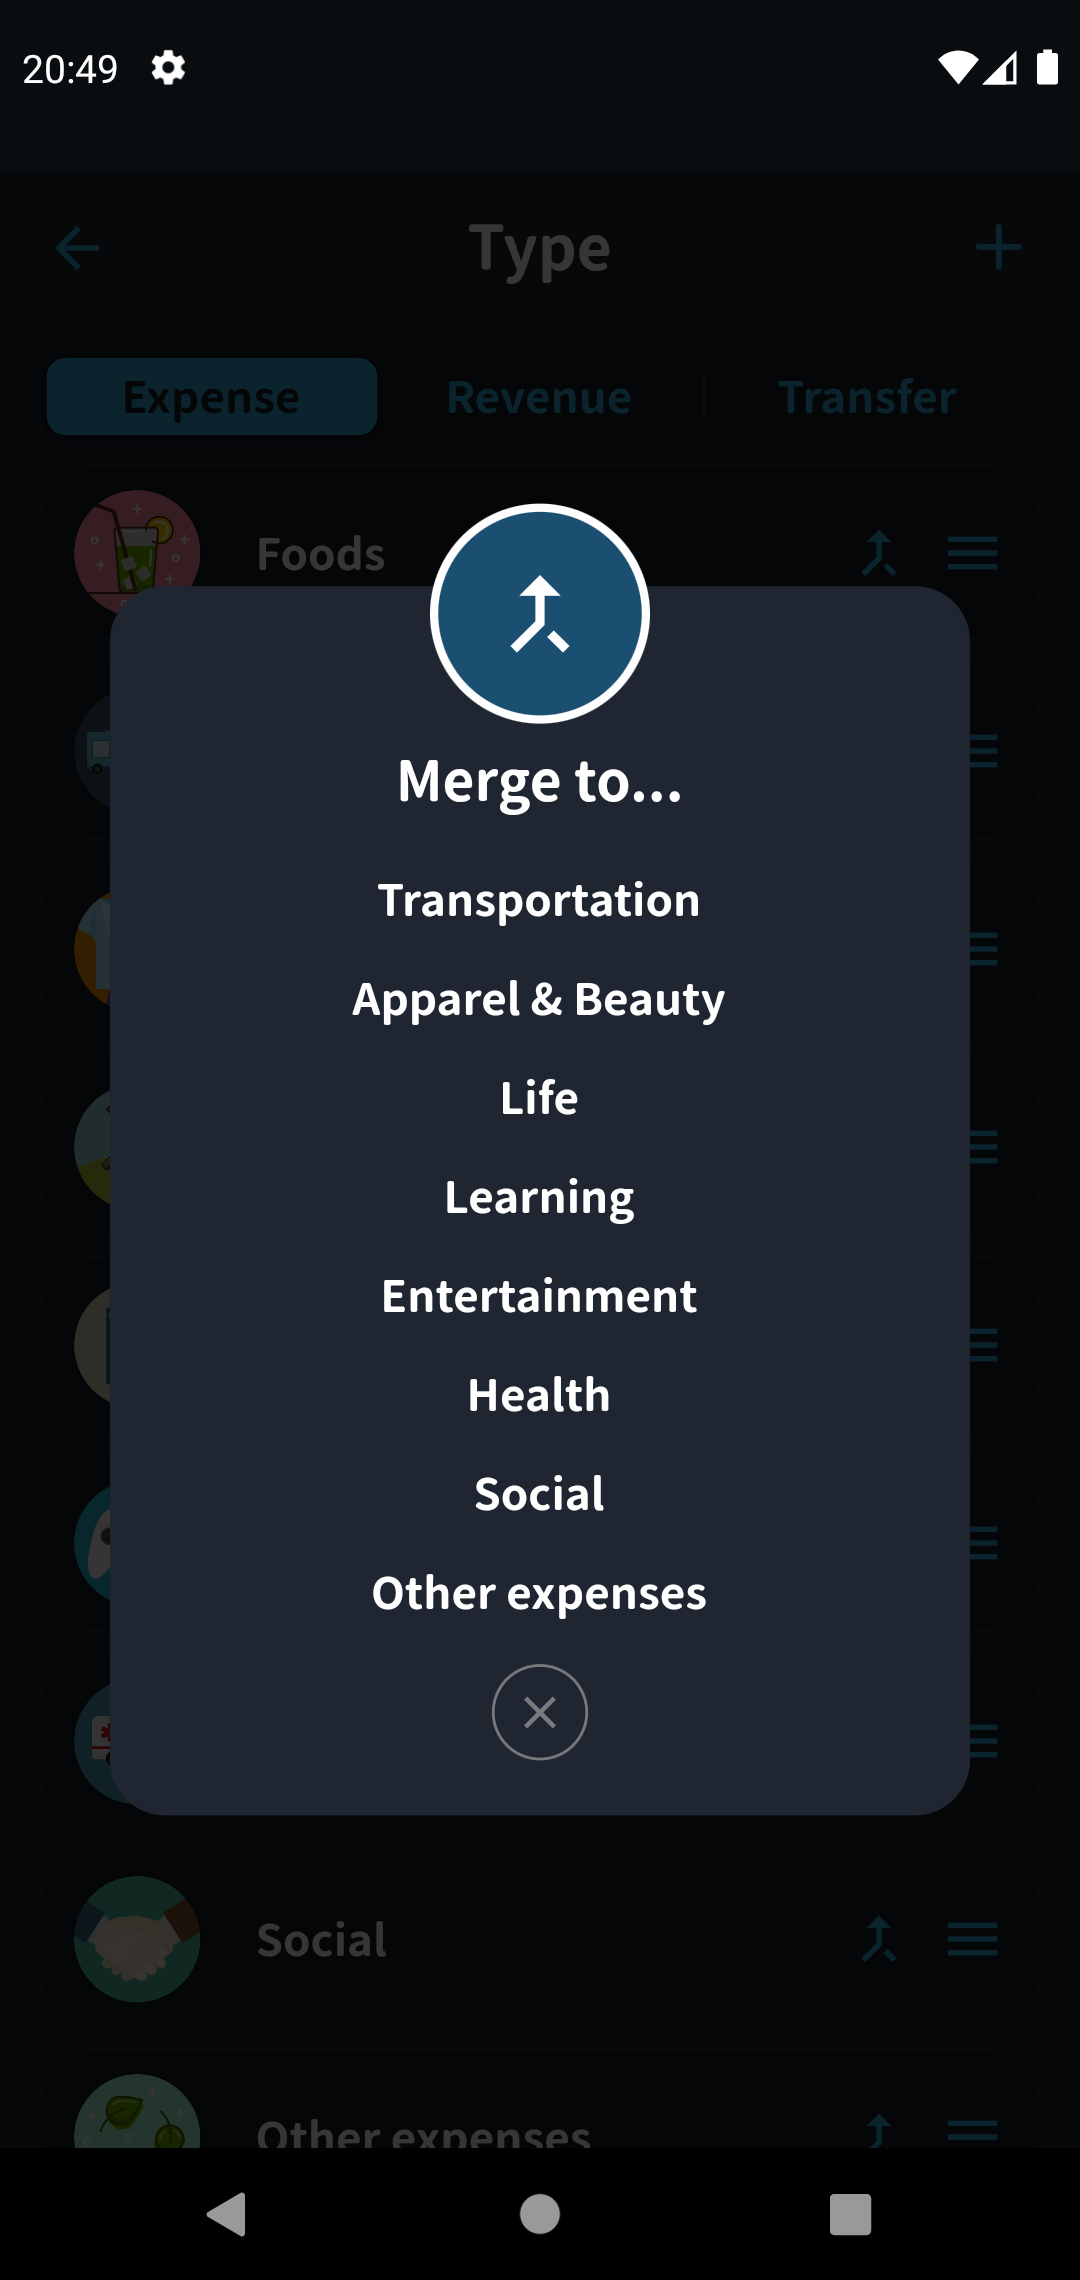 20:49
Type
Expense
Revenue
Transfer
Foods
Merge to...
Transportation
Apparel & Beauty
Life
Learning
Entertainment
Health
Social
Other expenses
Social
Other expenses